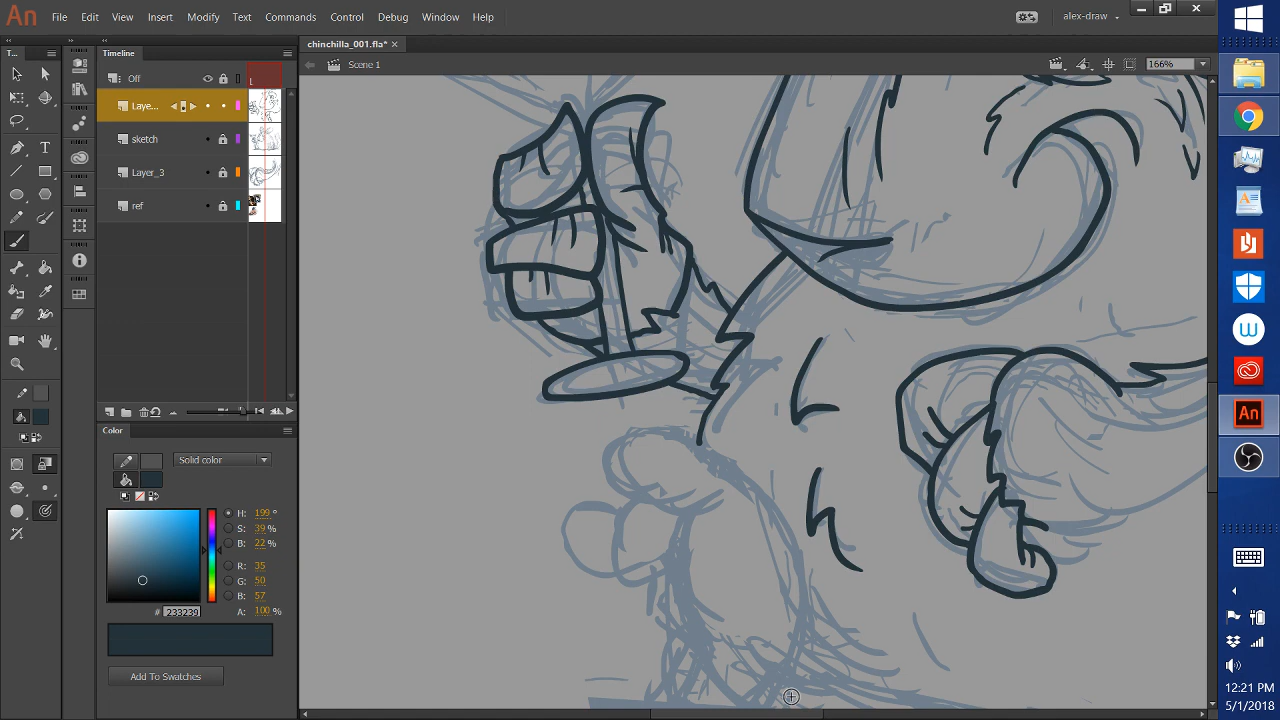 An File Edit View Insert Modify Text Commands Control Debug Window Help alex-draw
T... Timeline chinchilla_001.fla*
Scene 1 166%
Off
Laye...
sketch
Layer_3
ref
Color
Solid color
H: 199 °
S: 39 %
B: 22 %
R: 35
G: 50
B: 57
# 233239 A: 100 %
Add To Swatches
An
12:21 PM
5/1/2018